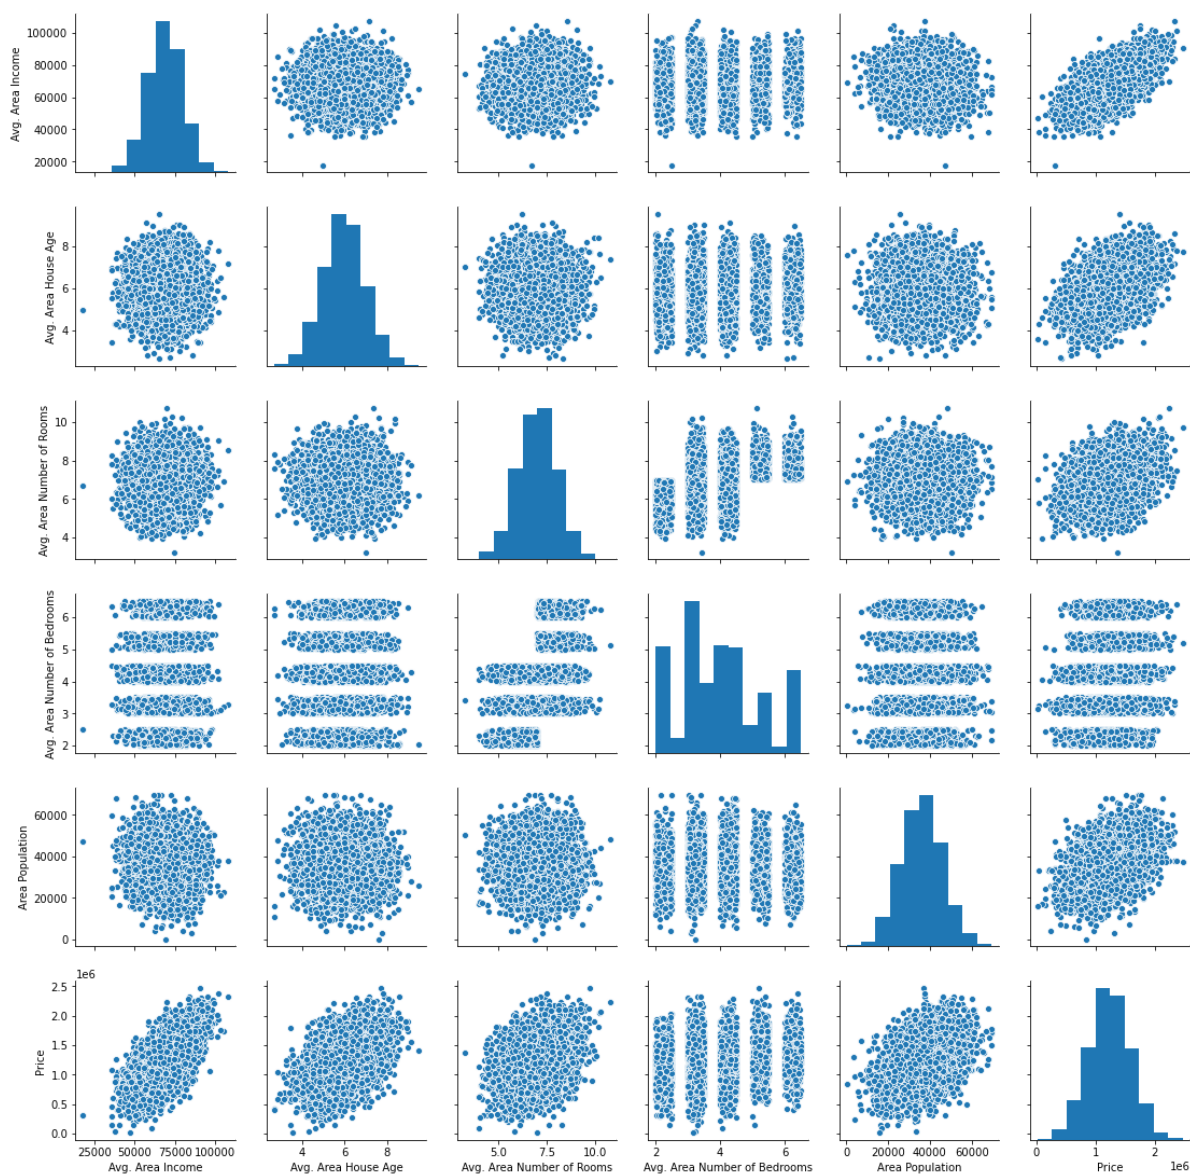 100000
80000
60000
40000
20000
Avg. Area Income
8
6
4
Avg. Area House Age
10
8
6
4
Avg. Area Number of Rooms
6
5
4
3
2
Avg. Area Number of Bedrooms
60000
40000
20000
0
Area Population
1e6
2.5
2.0
1.5
1.0
0.5
0.0
Price
25000 50000 75000 100000
Avg. Area Income
4 6 8
Avg. Area House Age
5.0 7.5 10.0
Avg. Area Number of Rooms
2 4 6
Avg. Area Number of Bedrooms
0 20000 40000 60000
Area Population
0 1 2
Price
1e6